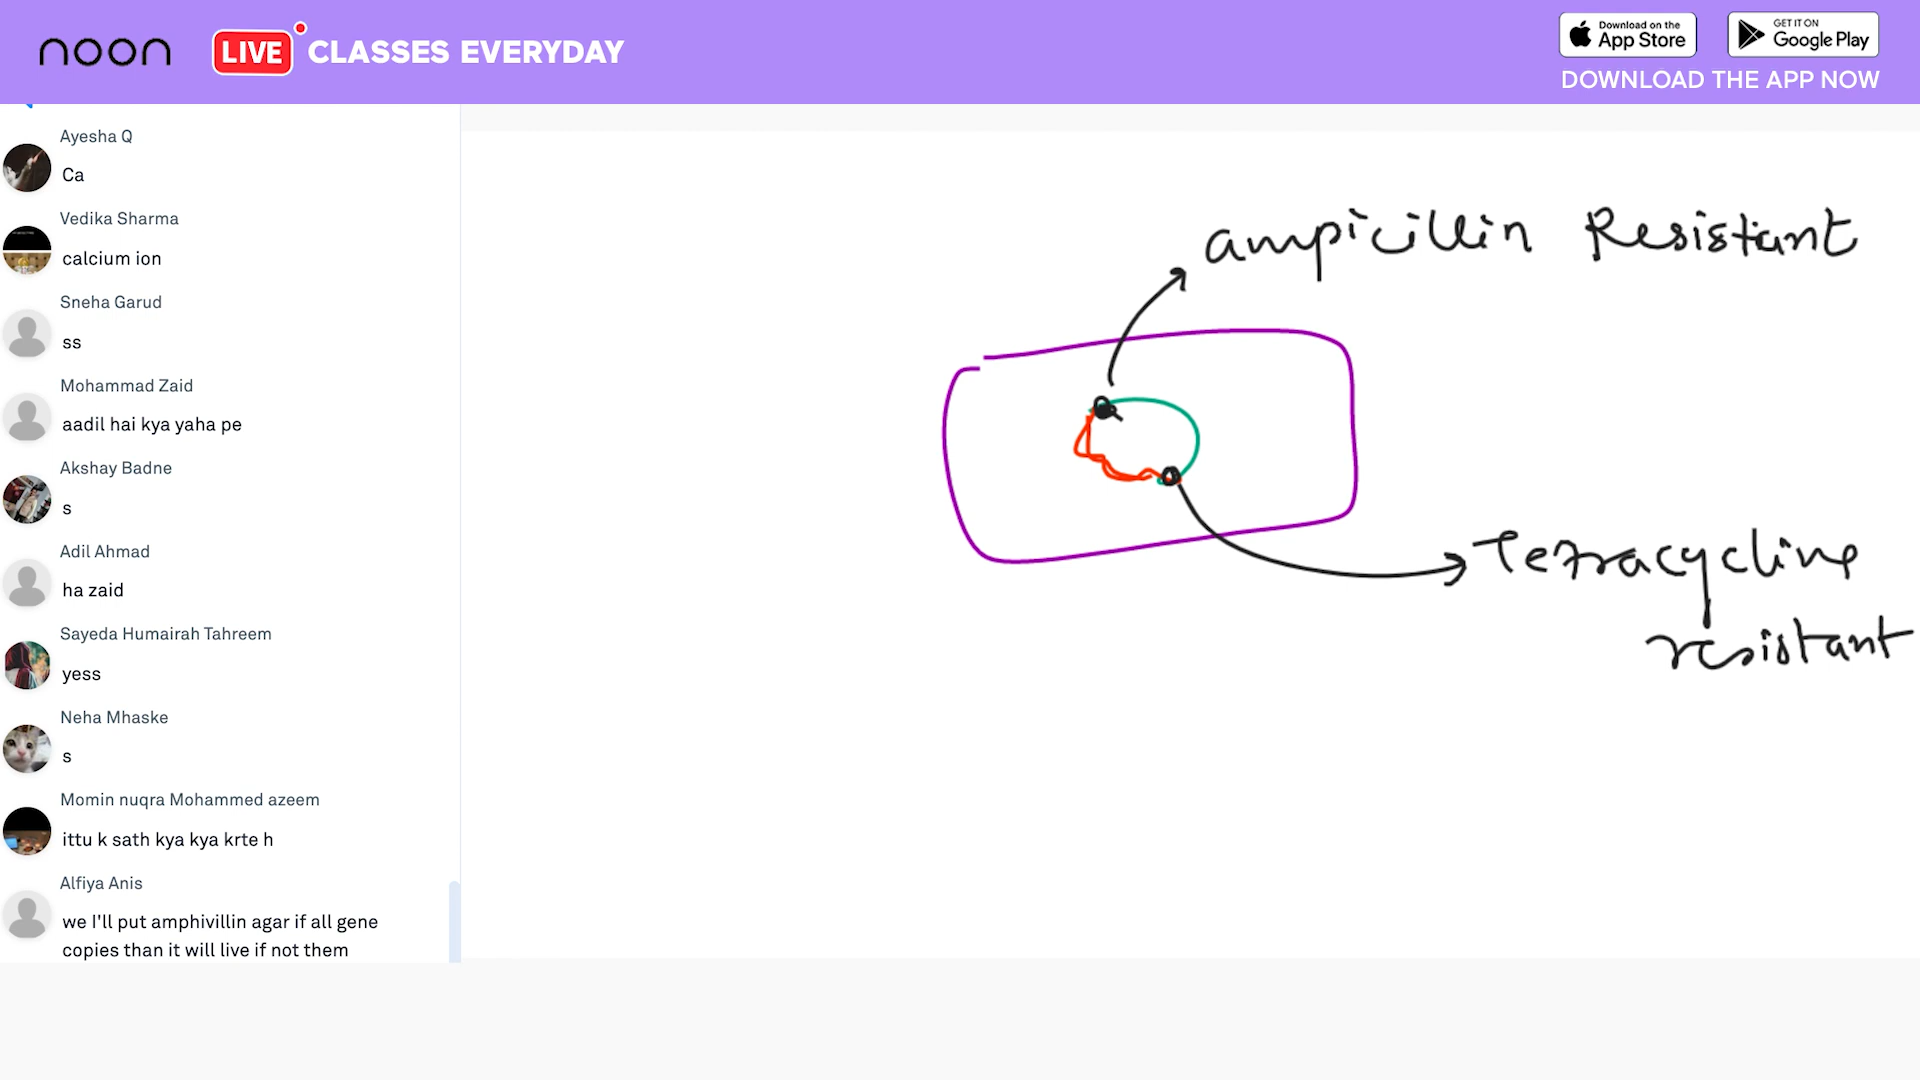 noon LIVE CLASSES EVERYDAY
Download on the App Store
GET IT ON Google Play
DOWNLOAD THE APP NOW
Ayesha Q
Ca
Vedika Sharma
calcium ion
Sneha Garud
ss
Mohammad Zaid
aadil hai kya yaha pe
Akshay Badne
s
Adil Ahmad
ha zaid
Sayeda Humairah Tahreem
yess
Neha Mhaske
s
Momin nuqra Mohammed azeem
ittu k sath kya kya krte h
Alfiya Anis
we I'll put amphivillin agar if all gene
copies than it will live if not them
ampicillin Resistant
Tetracycline
resistant